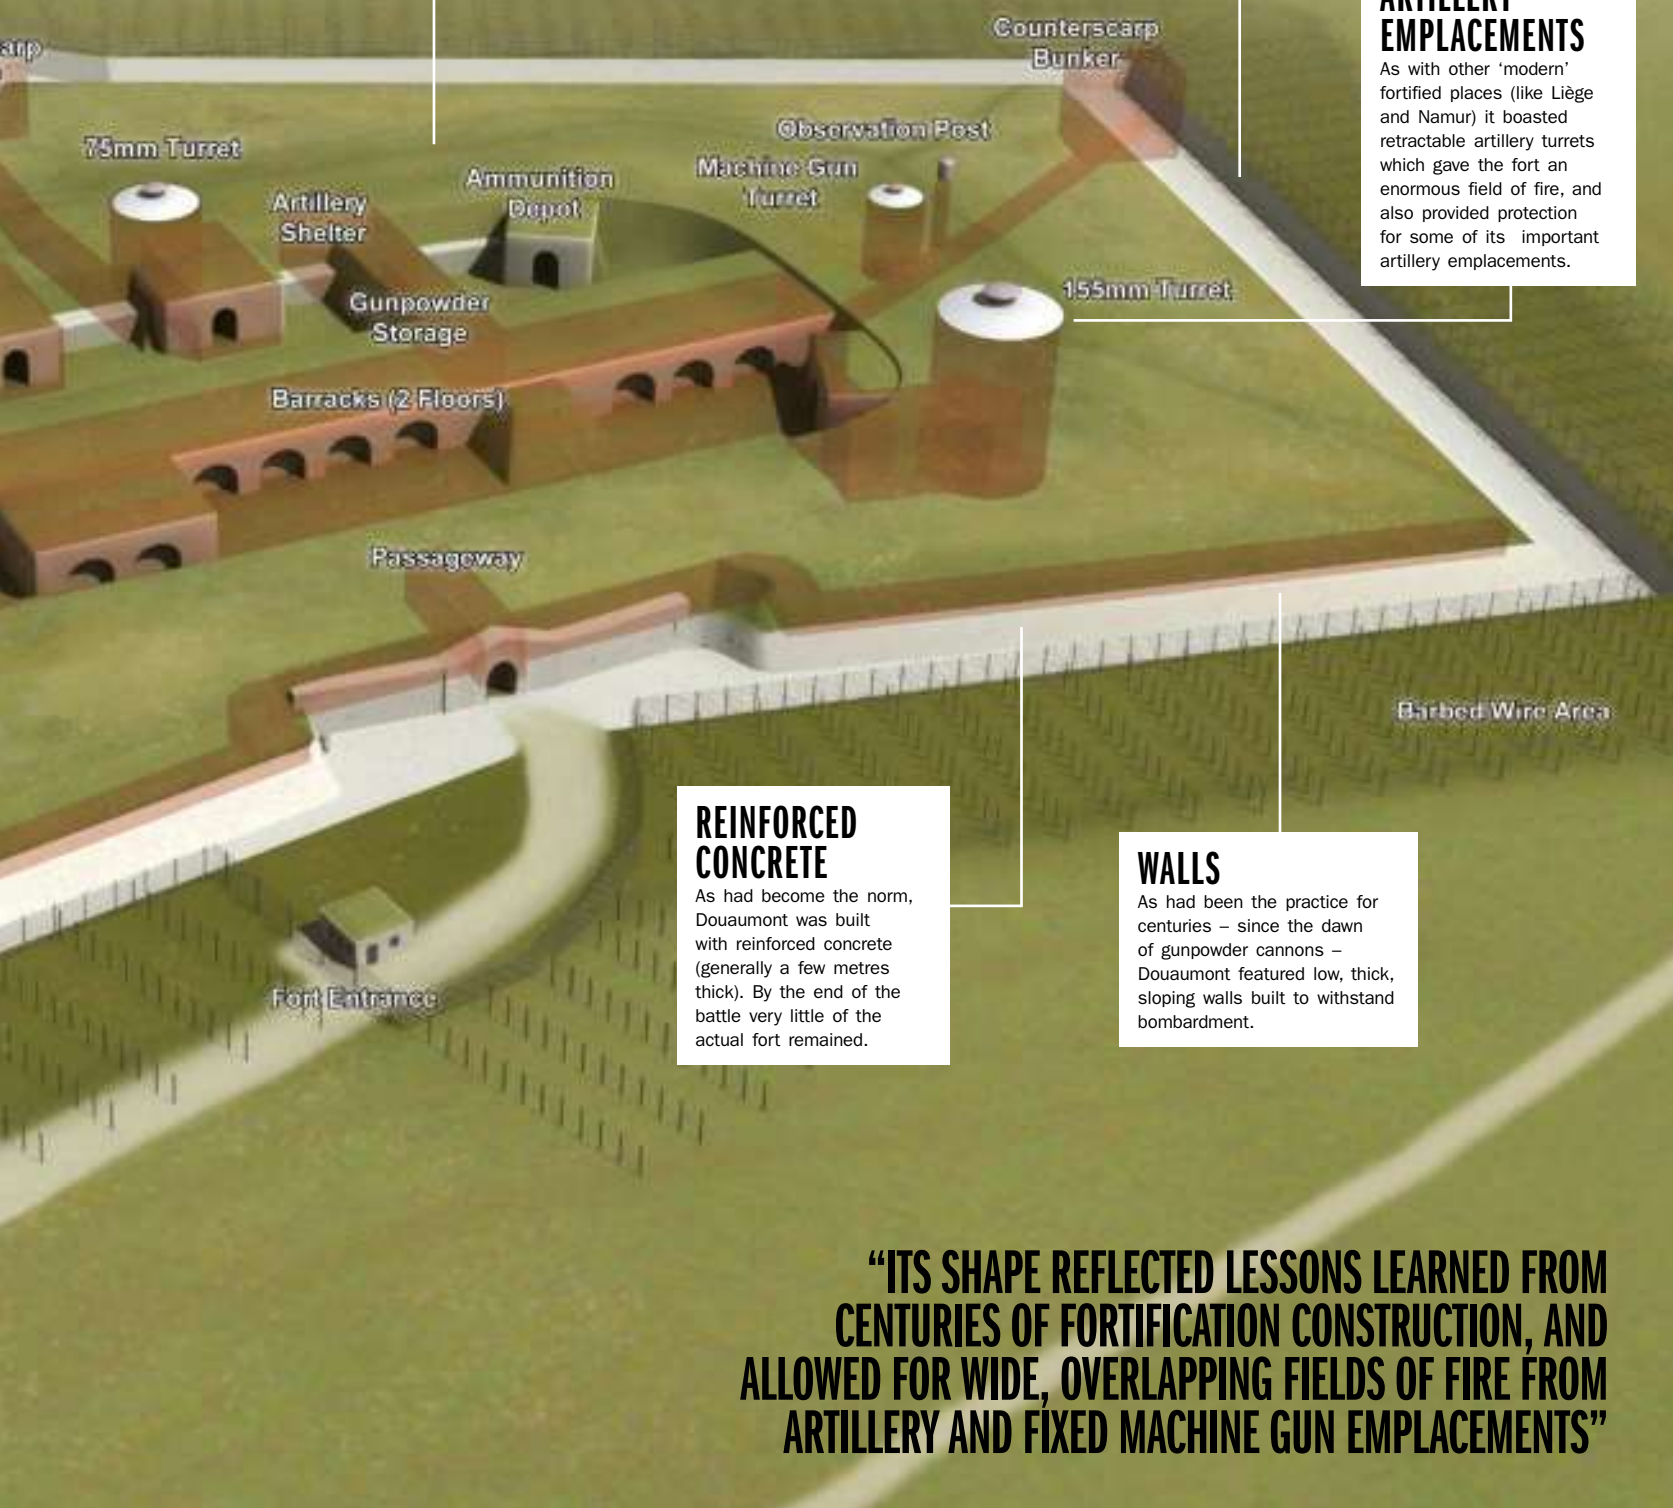 ARTILLERY
EMPLACEMENTS
As with other ‘modern’
fortified places (like Liège
and Namur) it boasted
retractable artillery turrets
which gave the fort an
enormous field of fire, and
also provided protection
for some of its important
artillery emplacements.
arp
Counterscarp
Bunker
75mm Turret
Observation Post
Machine Gun
Turret
Ammunition
Depot
Artillery
Shelter
155mm Turret
Gunpowder
Storage
Barracks (2 Floors)
Passageway
Barbed Wire Area
REINFORCED
CONCRETE
As had become the norm,
Douaumont was built
with reinforced concrete
(generally a few metres
thick). By the end of the
battle very little of the
actual fort remained.
WALLS
As had been the practice for
centuries – since the dawn
of gunpowder cannons –
Douaumont featured low, thick,
sloping walls built to withstand
bombardment.
Fort Entrance
“ITS SHAPE REFLECTED LESSONS LEARNED FROM
CENTURIES OF FORTIFICATION CONSTRUCTION, AND
ALLOWED FOR WIDE, OVERLAPPING FIELDS OF FIRE FROM
ARTILLERY AND FIXED MACHINE GUN EMPLACEMENTS”